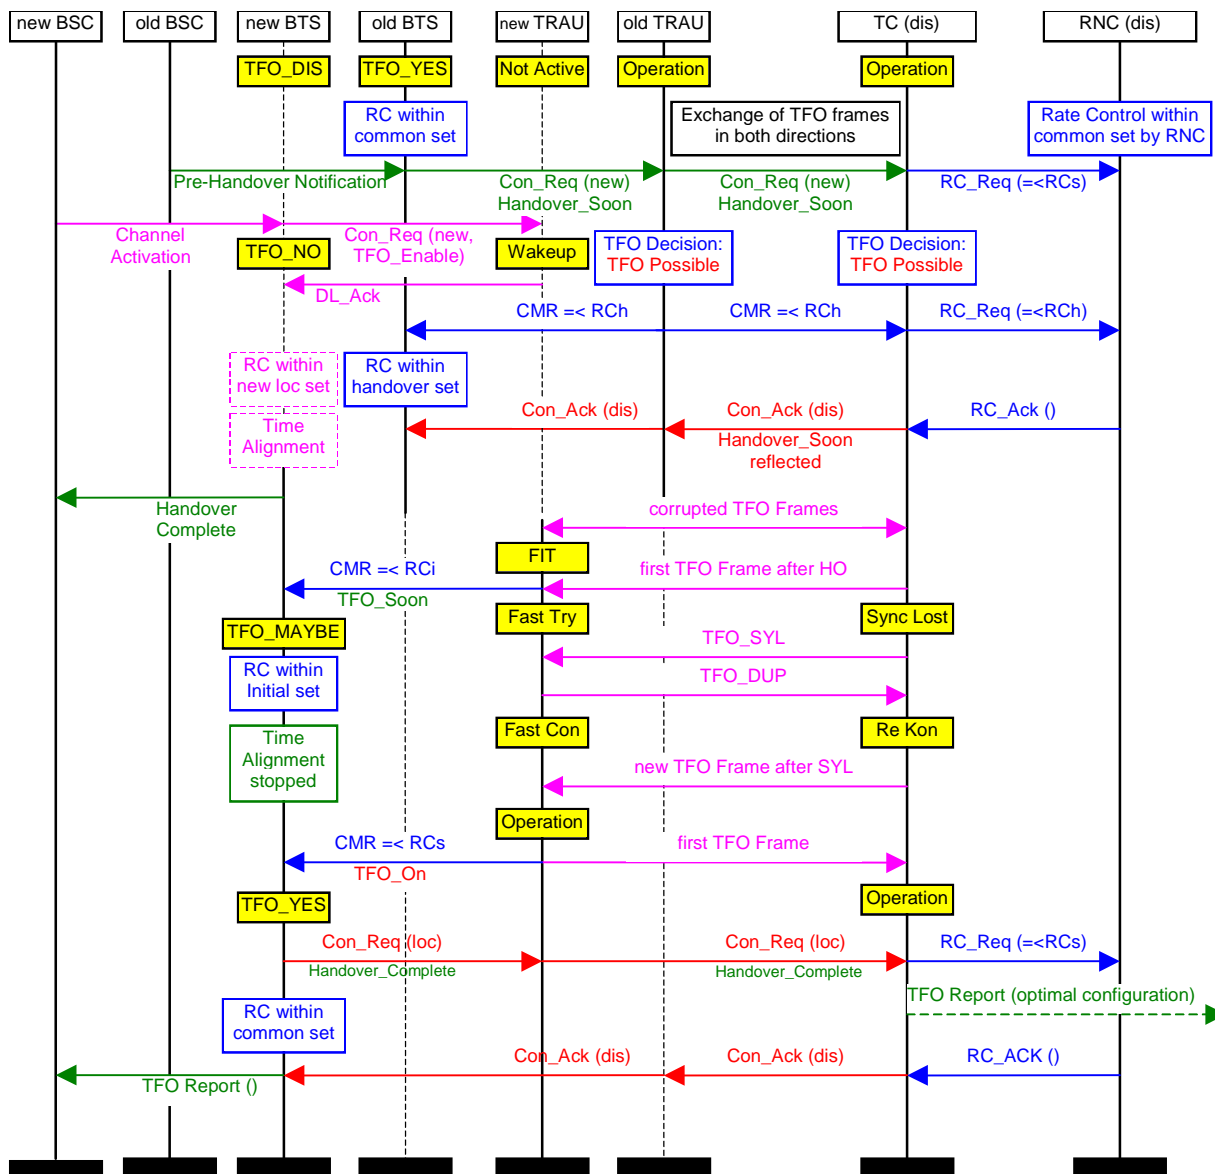 new BSC
old BSC
new BTS
old BTS
new TRAU
old TRAU
TC (dis)
RNC (dis)
TFO_DIS
TFO_YES
Not Active
Operation
Operation
RC within
common set
Exchange of TFO frames
in both directions
Rate Control within
common set by RNC
Pre-Handover Notification
Con_Req (new)
Handover_Soon
Con_Req (new)
Handover_Soon
RC_Req (=<RCs)
Channel
Activation
TFO_NO
Con_Req (new,
TFO_Enable)
Wakeup
TFO Decision:
TFO Possible
TFO Decision:
TFO Possible
DL_Ack
CMR =< RCh
CMR =< RCh
RC_Req (=<RCh)
RC within
new loc set
RC within
handover set
Time
Alignment
Con_Ack (dis)
Con_Ack (dis)
Handover_Soon
reflected
RC_Ack ()
Handover
Complete
corrupted TFO Frames
FIT
CMR =< RCi
TFO_Soon
first TFO Frame after HO
Fast Try
Sync Lost
TFO_MAYBE
TFO_SYL
RC within
Initial set
TFO_DUP
Fast Con
Re Kon
Time
Alignment
stopped
new TFO Frame after SYL
Operation
CMR =< RCs
TFO_On
first TFO Frame
TFO_YES
Operation
Con_Req (loc)
Handover_Complete
Con_Req (loc)
Handover_Complete
RC_Req (=<RCs)
TFO Report (optimal configuration)
RC within
common set
Con_Ack (dis)
Con_Ack (dis)
RC_ACK ()
TFO Report ()